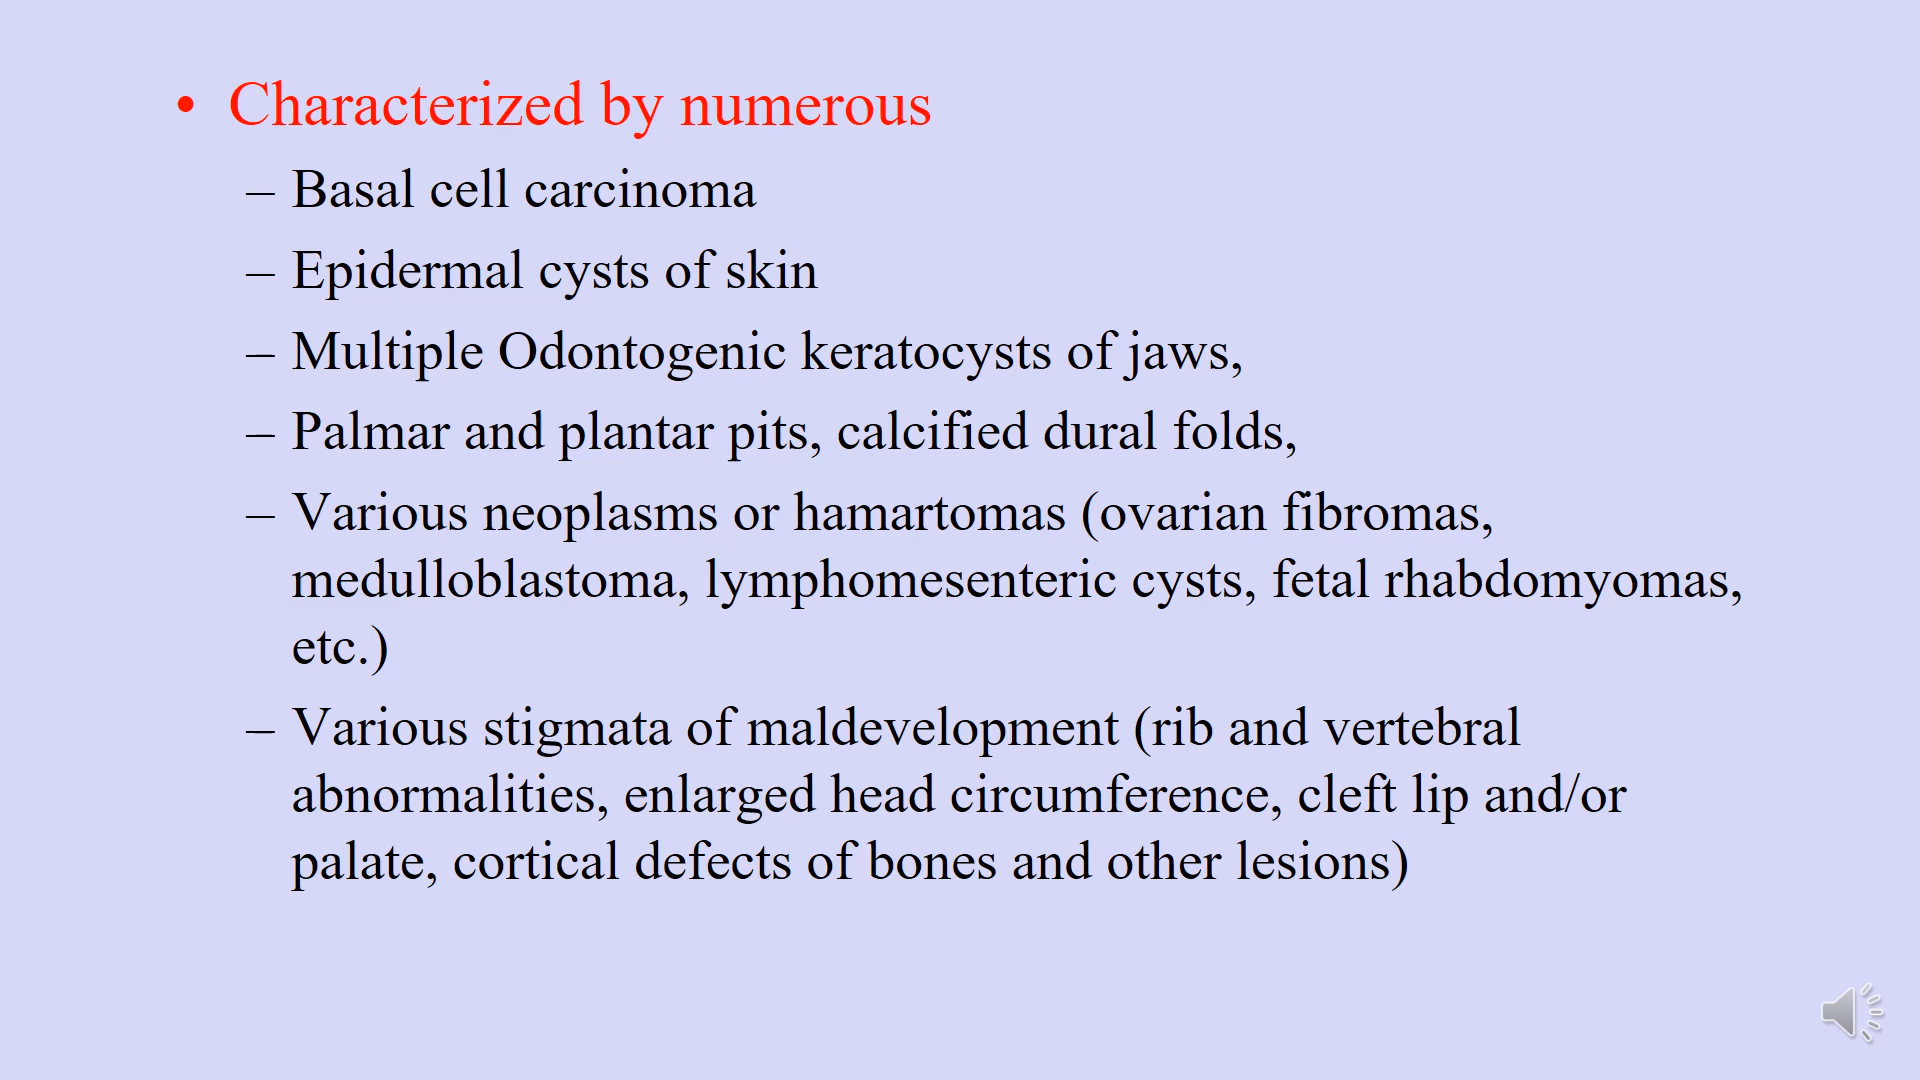 • Characterized by numerous
– Basal cell carcinoma
– Epidermal cysts of skin
– Multiple Odontogenic keratocysts of jaws,
– Palmar and plantar pits, calcified dural folds,
– Various neoplasms or hamartomas (ovarian fibromas,
medulloblastoma, lymphomesenteric cysts, fetal rhabdomyomas,
etc.)
– Various stigmata of maldevelopment (rib and vertebral
abnormalities, enlarged head circumference, cleft lip and/or
palate, cortical defects of bones and other lesions)